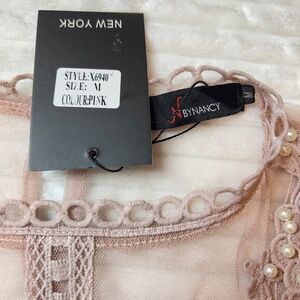 NEW YORK
STYLE:X6940
SIZE: M
COLOUR:PINK
BYNANCY